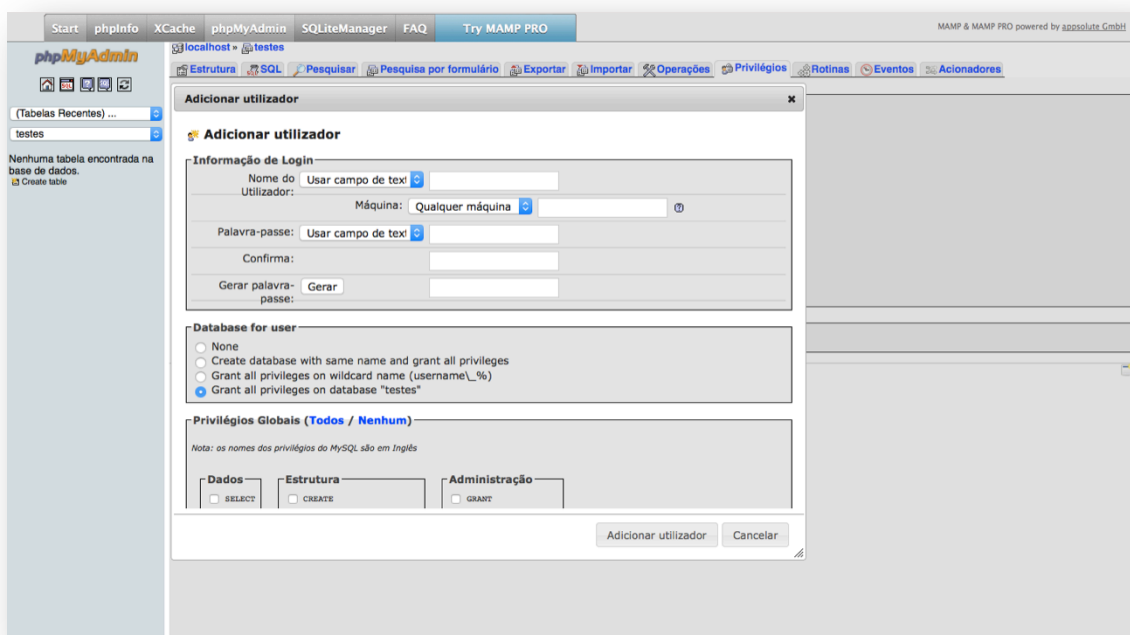 Start phpInfo XCache phpMyAdmin SQLiteManager FAQ Try MAMP PRO MAMP & MAMP PRO powered by appsolute GmbH
phpMyAdmin
localhost » testes
Estrutura SQL Pesquisar Pesquisa por formulário Exportar Importar Operações Privilégios Rotinas Eventos Acionadores
(Tabelas Recentes) ...
testes
Nenhuma tabela encontrada na
base de dados.
Create table
Adicionar utilizador
Adicionar utilizador
Informação de Login
Nome do
Utilizador:
Usar campo de text
Máquina: Qualquer máquina
Palavra-passe: Usar campo de text
Confirma:
Gerar palavra-
passe:
Gerar
Database for user
None
Create database with same name and grant all privileges
Grant all privileges on wildcard name (username\_%)
Grant all privileges on database "testes"
Privilégios Globais (Todos / Nenhum)
Nota: os nomes dos privilégios do MySQL são em Inglês
Dados Estrutura Administração
SELECT CREATE GRANT
Adicionar utilizador Cancelar